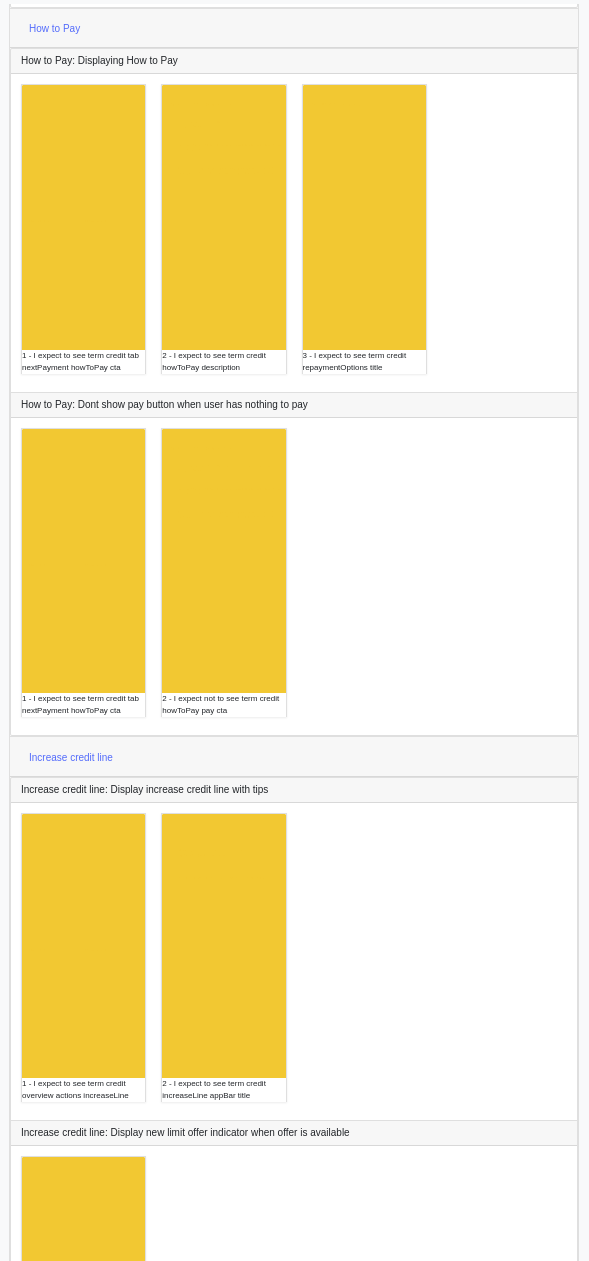 How to Pay
How to Pay: Displaying How to Pay
1 - I expect to see term credit tab
nextPayment howToPay cta
2 - I expect to see term credit
howToPay description
3 - I expect to see term credit
repaymentOptions title
How to Pay: Dont show pay button when user has nothing to pay
1 - I expect to see term credit tab
nextPayment howToPay cta
2 - I expect not to see term credit
howToPay pay cta
Increase credit line
Increase credit line: Display increase credit line with tips
1 - I expect to see term credit
overview actions increaseLine
2 - I expect to see term credit
increaseLine appBar title
Increase credit line: Display new limit offer indicator when offer is available